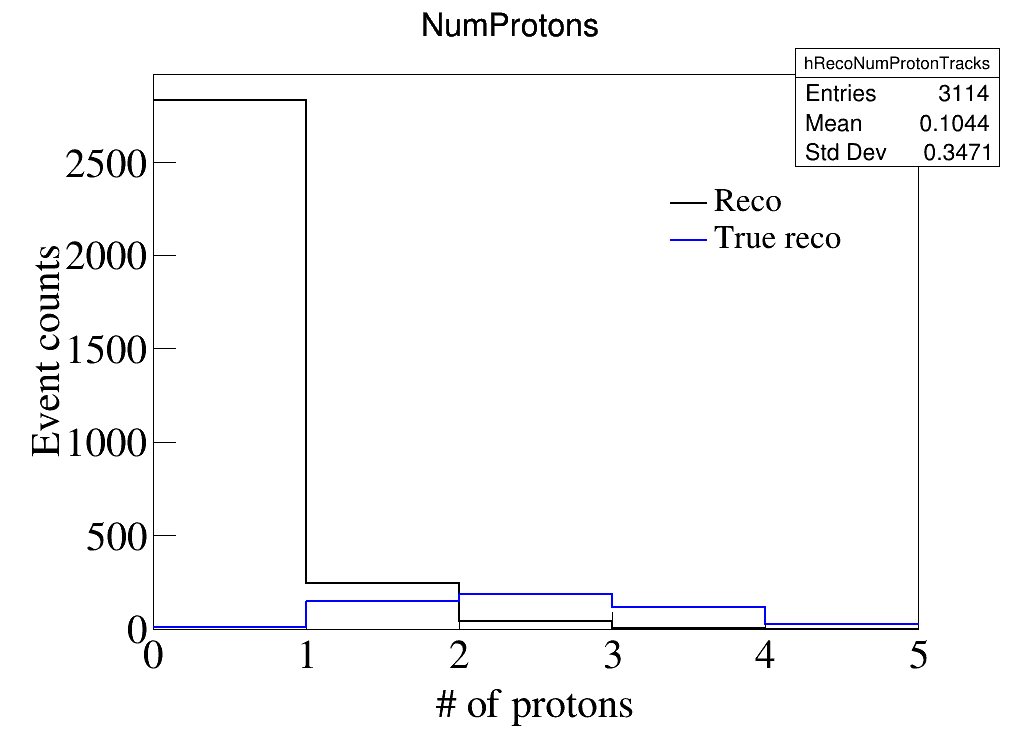 NumProtons
hRecoNumProtonTracks
Entries 3114
Mean 0.1044
Std Dev 0.3471
Reco
True reco
Event counts
2500
2000
1500
1000
500
0
0 1 2 3 4 5
# of protons